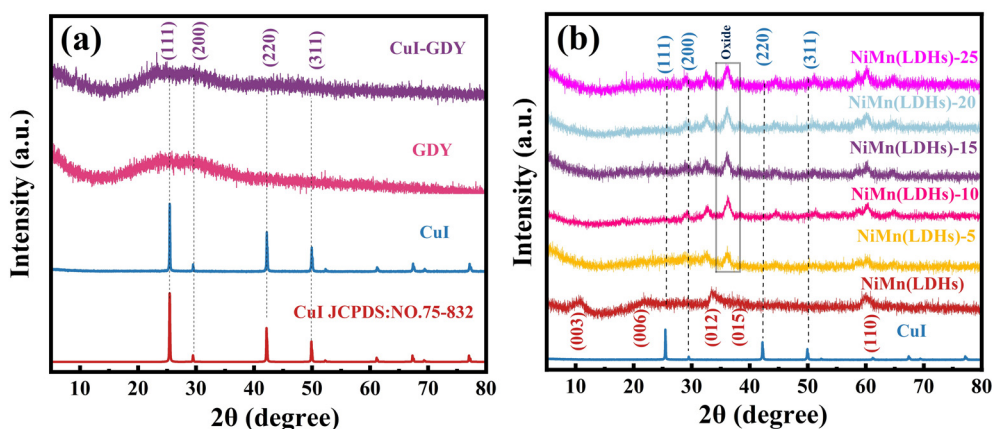 (a)
(111)
(200)
(220)
(311)
CuI-GDY
GDY
CuI
CuI JCPDS:NO.75-832
Intensity (a.u.)
10 20 30 40 50 60 70 80
2θ (degree)
(b)
(111)
(200)
Oxide
(220)
(311)
NiMn(LDHs)-25
NiMn(LDHs)-20
NiMn(LDHs)-15
NiMn(LDHs)-10
NiMn(LDHs)-5
NiMn(LDHs)
(003)
(006)
(012)
(015)
(110)
CuI
Intensity (a.u.)
10 20 30 40 50 60 70 80
2θ (degree)